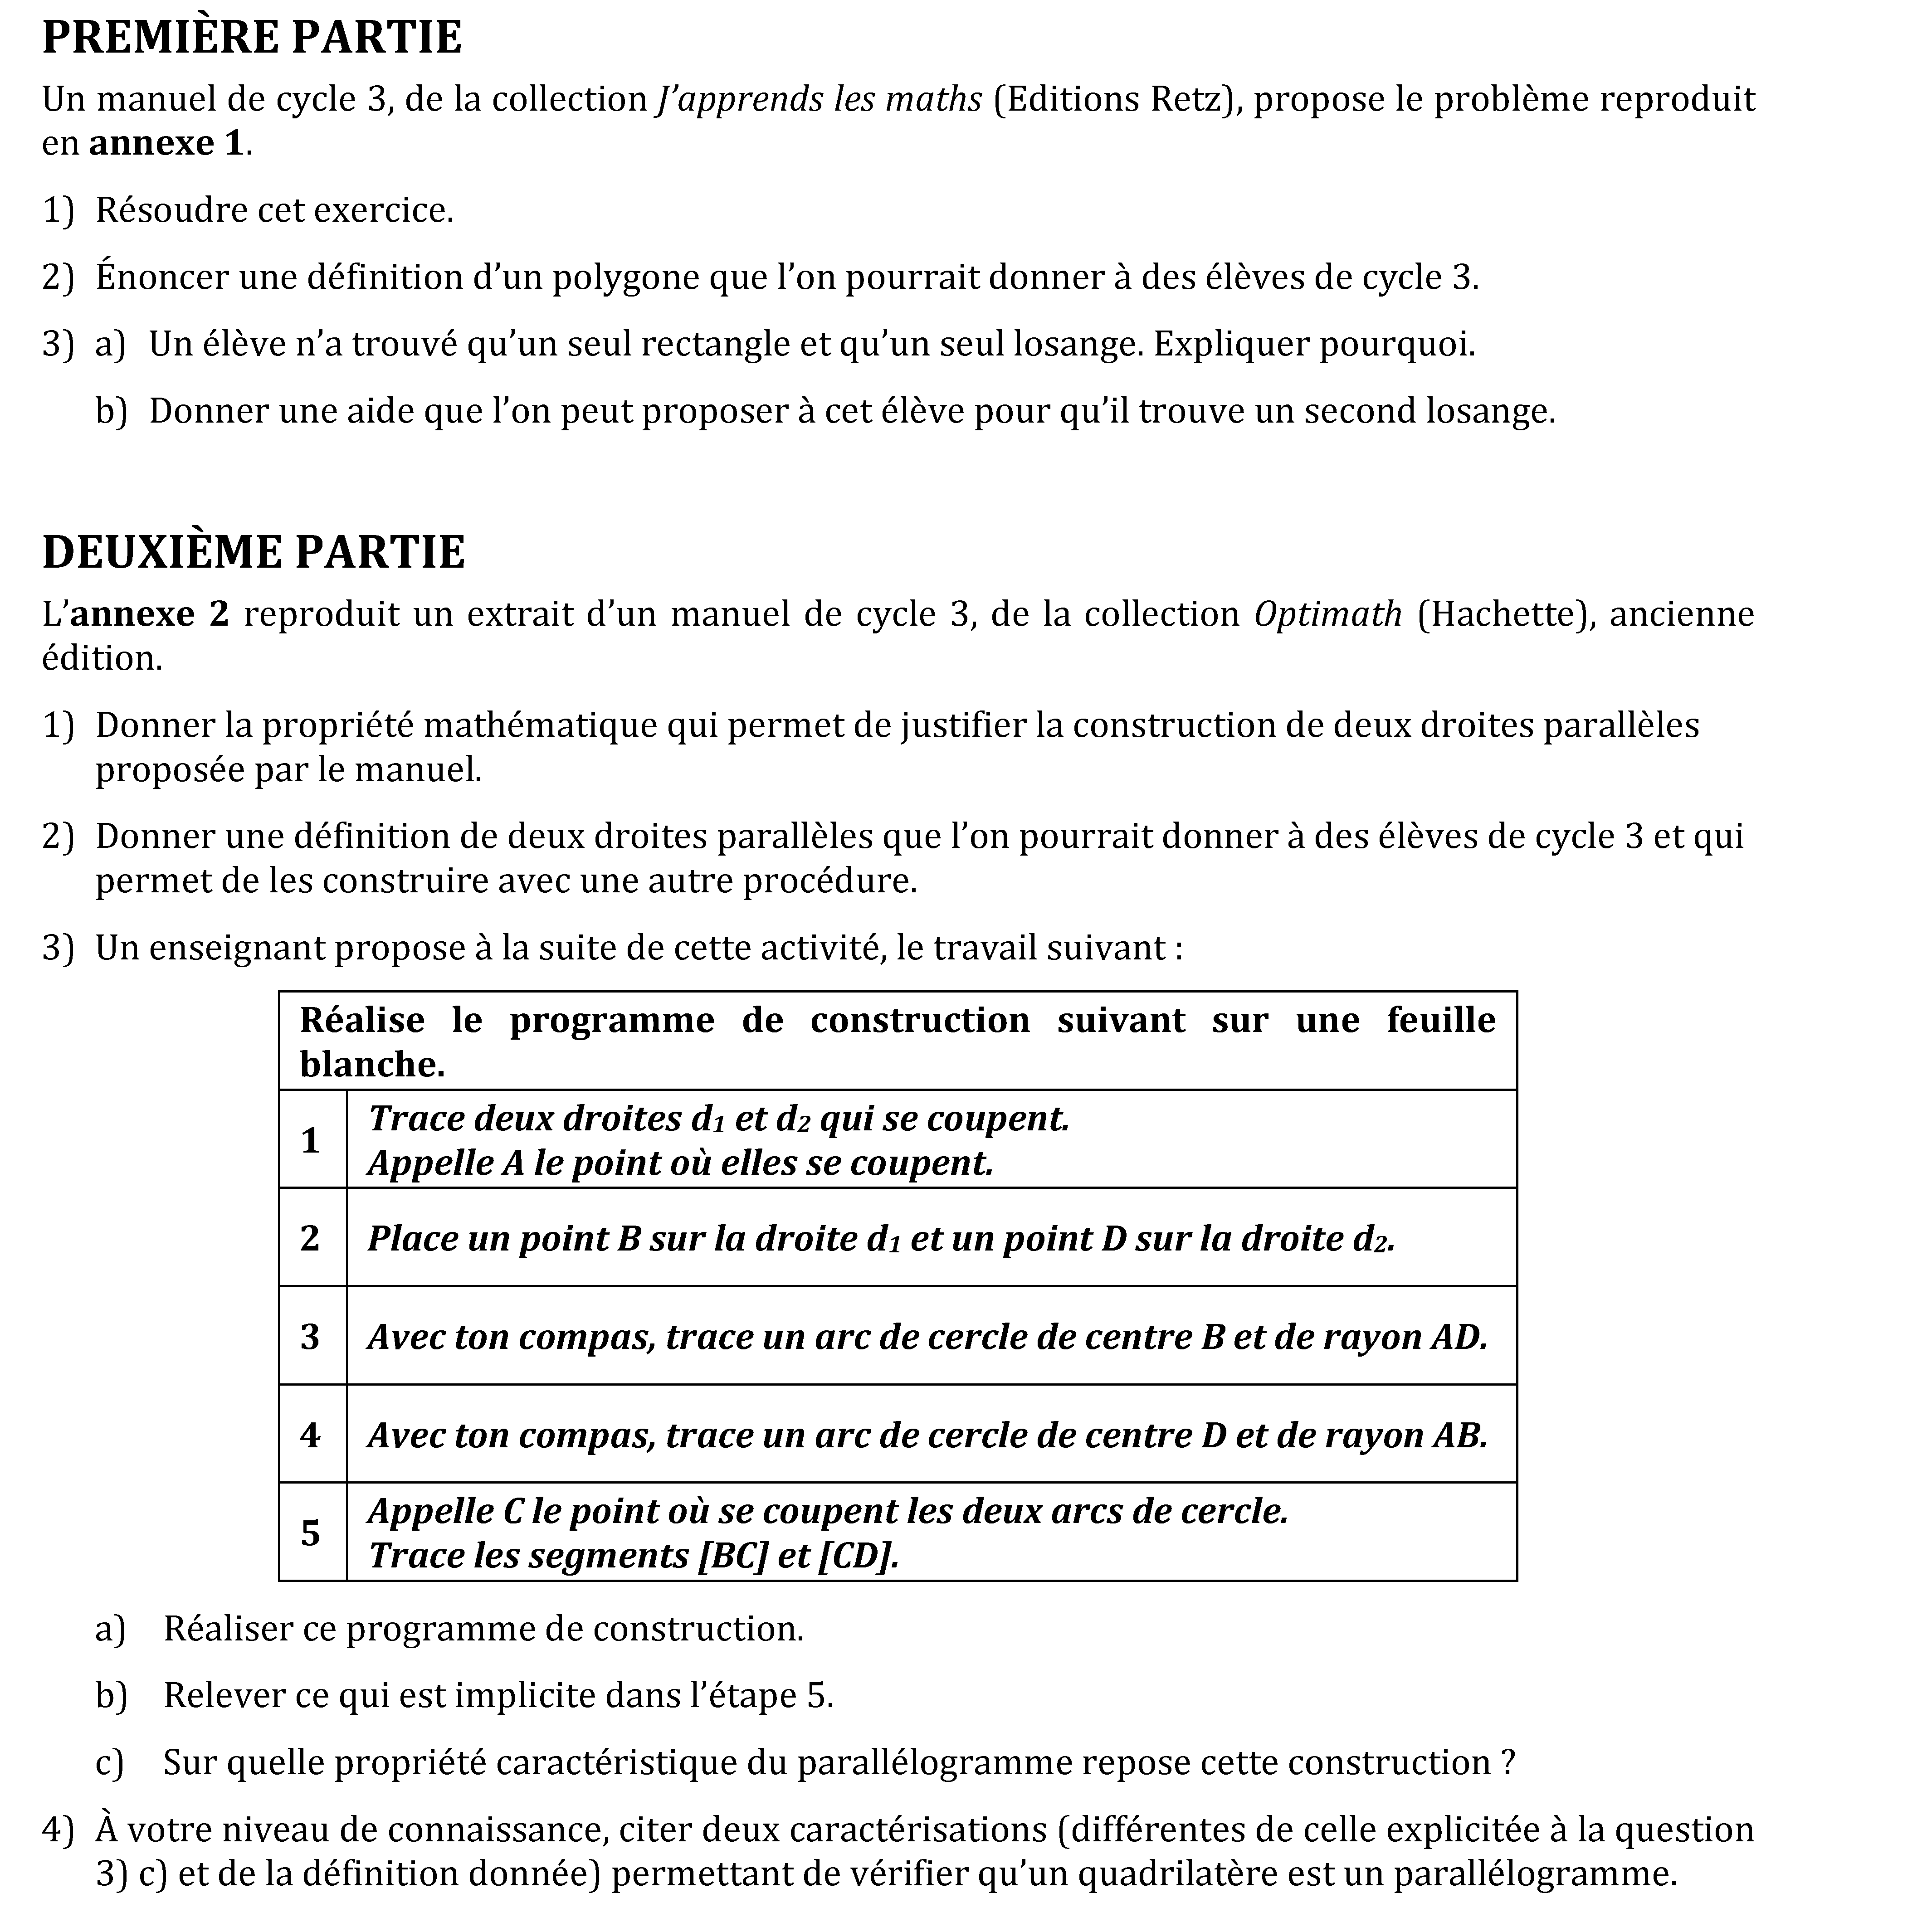 PREMIÈRE PARTIE
Un manuel de cycle 3, de la collection J’apprends les maths (Editions Retz), propose le problème reproduit
en annexe 1.
1) Résoudre cet exercice.
2) Énoncer une définition d’un polygone que l’on pourrait donner à des élèves de cycle 3.
3) a) Un élève n’a trouvé qu’un seul rectangle et qu’un seul losange. Expliquer pourquoi.
b) Donner une aide que l’on peut proposer à cet élève pour qu’il trouve un second losange.
DEUXIÈME PARTIE
L’annexe 2 reproduit un extrait d’un manuel de cycle 3, de la collection Optimath (Hachette), ancienne
édition.
1) Donner la propriété mathématique qui permet de justifier la construction de deux droites parallèles
proposée par le manuel.
2) Donner une définition de deux droites parallèles que l’on pourrait donner à des élèves de cycle 3 et qui
permet de les construire avec une autre procédure.
3) Un enseignant propose à la suite de cette activité, le travail suivant :
Réalise le programme de construction suivant sur une feuille
blanche.
1 Trace deux droites d1 et d2 qui se coupent.
Appelle A le point où elles se coupent.
2 Place un point B sur la droite d1 et un point D sur la droite d2.
3 Avec ton compas, trace un arc de cercle de centre B et de rayon AD.
4 Avec ton compas, trace un arc de cercle de centre D et de rayon AB.
5 Appelle C le point où se coupent les deux arcs de cercle.
Trace les segments [BC] et [CD].
a) Réaliser ce programme de construction.
b) Relever ce qui est implicite dans l’étape 5.
c) Sur quelle propriété caractéristique du parallélogramme repose cette construction ?
4) À votre niveau de connaissance, citer deux caractérisations (différentes de celle explicitée à la question
3) c) et de la définition donnée) permettant de vérifier qu’un quadrilatère est un parallélogramme.